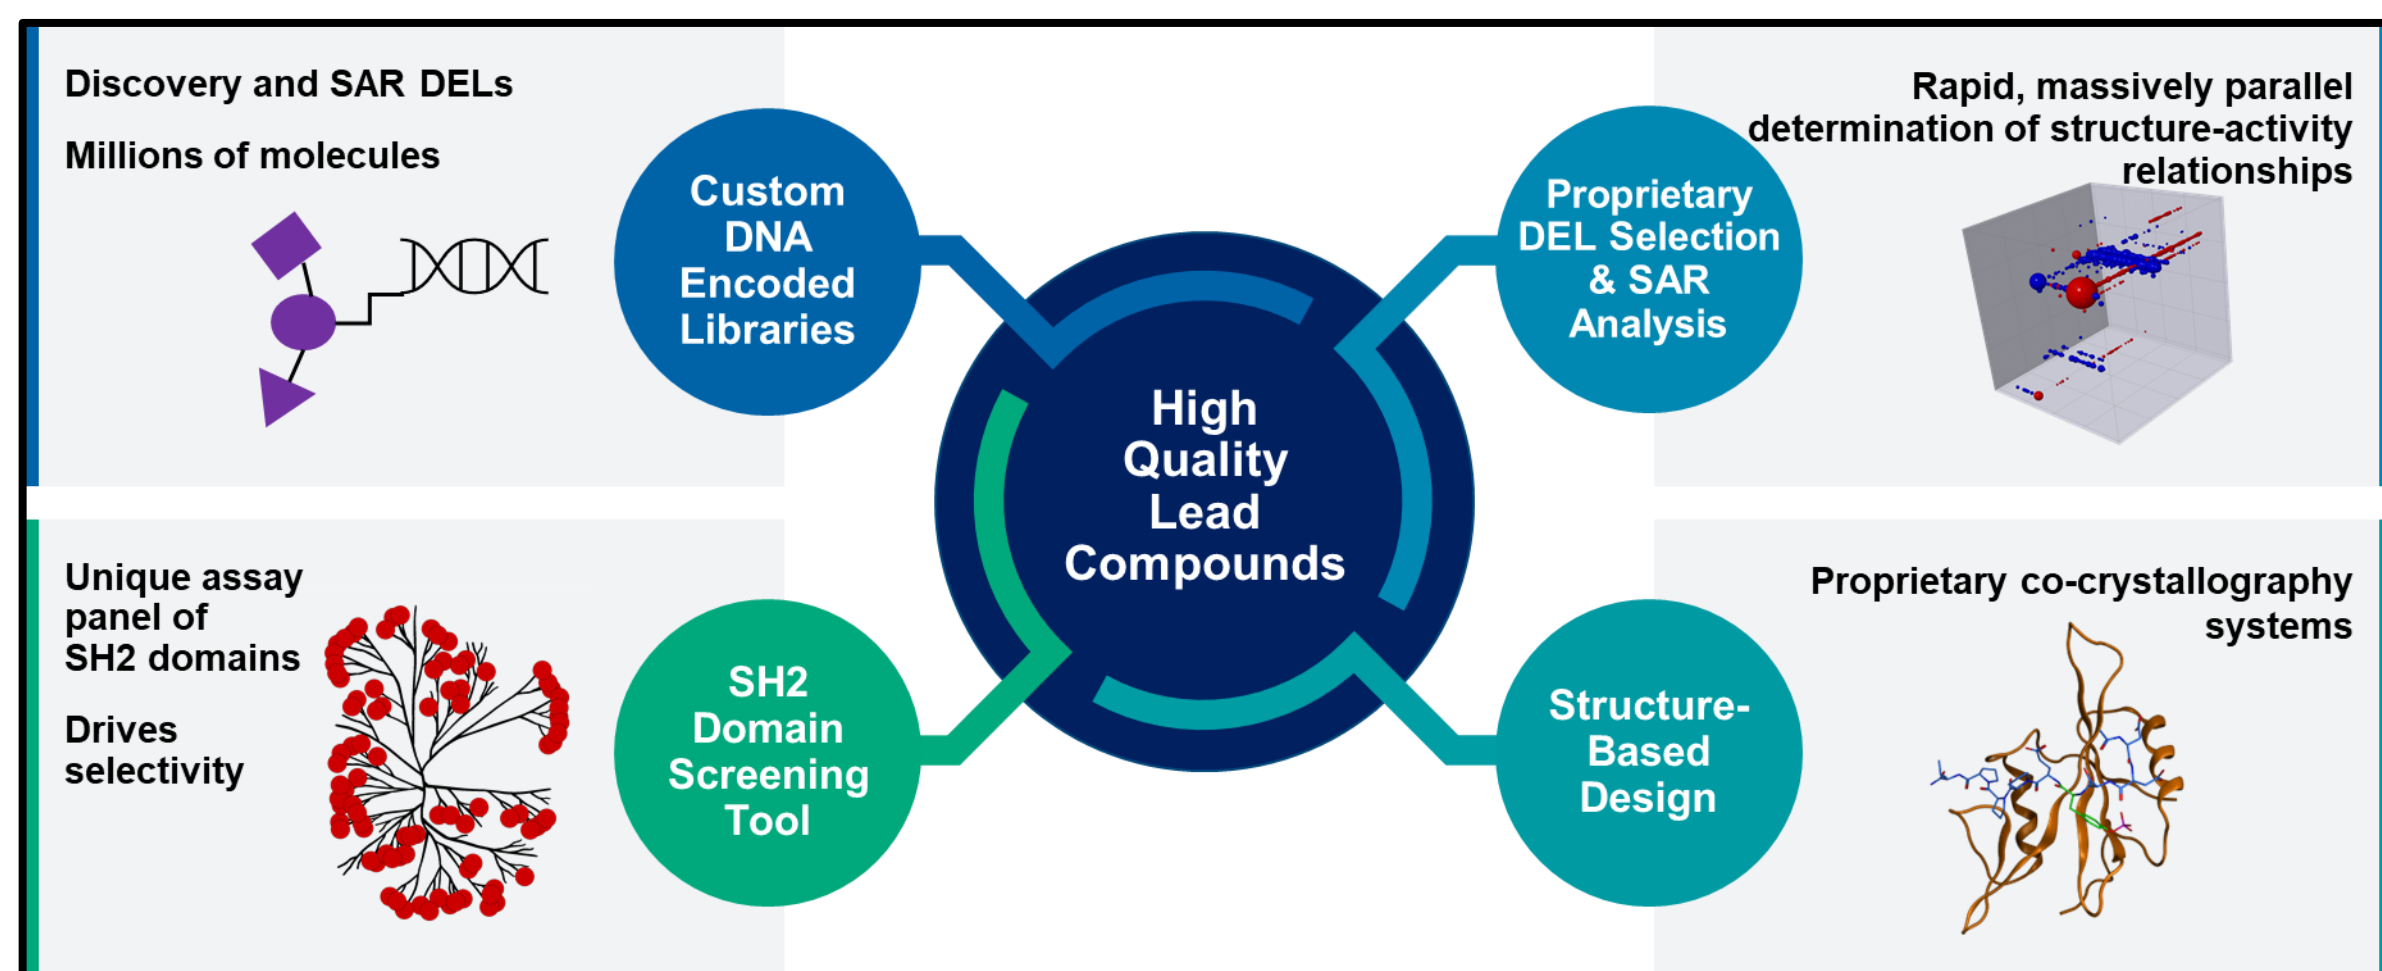 Discovery and SAR DELs
Millions of molecules
Custom
DNA
Encoded
Libraries
Proprietary
DEL Selection
& SAR
Analysis
Rapid, massively parallel
determination of structure-activity
relationships
High
Quality
Lead
Compounds
Unique assay
panel of
SH2 domains
Drives
selectivity
SH2
Domain
Screening
Tool
Structure-
Based
Design
Proprietary co-crystallography
systems